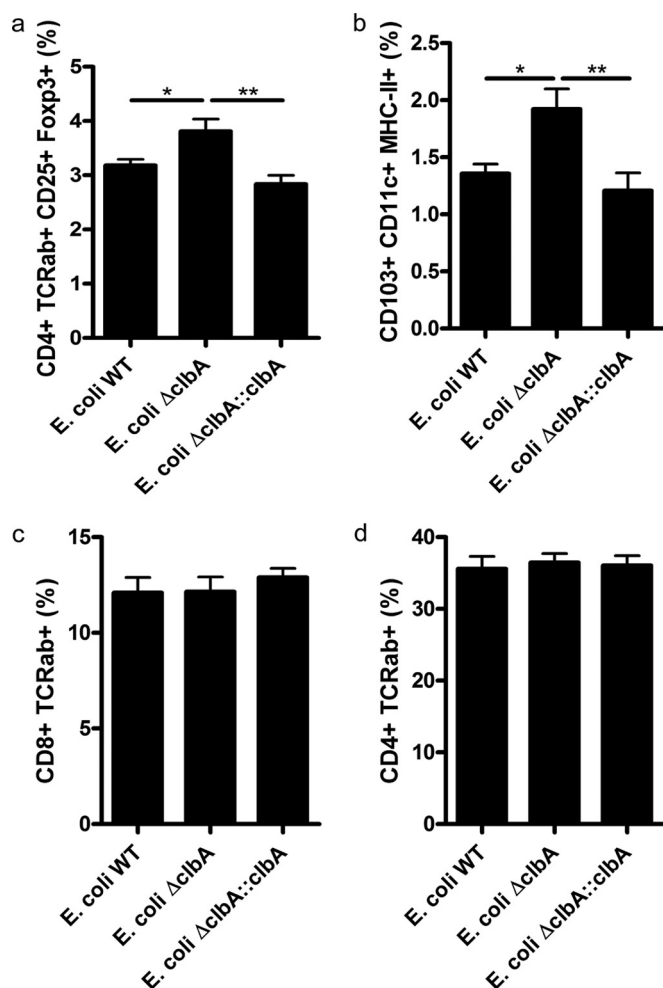 a
CD4+ TCRab+ CD25+ Foxp3+ (%)
5
4
3
2
1
0
*
**
E. coli WT
E. coli ΔclbA
E. coli ΔclbA::clbA
b
CD103+ CD11c+ MHC-II+ (%)
2.5
2.0
1.5
1.0
0.5
0.0
*
**
E. coli WT
E. coli ΔclbA
E. coli ΔclbA::clbA
c
CD8+ TCRab+ (%)
15
10
5
0
E. coli WT
E. coli ΔclbA
E. coli ΔclbA::clbA
d
CD4+ TCRab+ (%)
40
30
20
10
0
E. coli WT
E. coli ΔclbA
E. coli ΔclbA::clbA